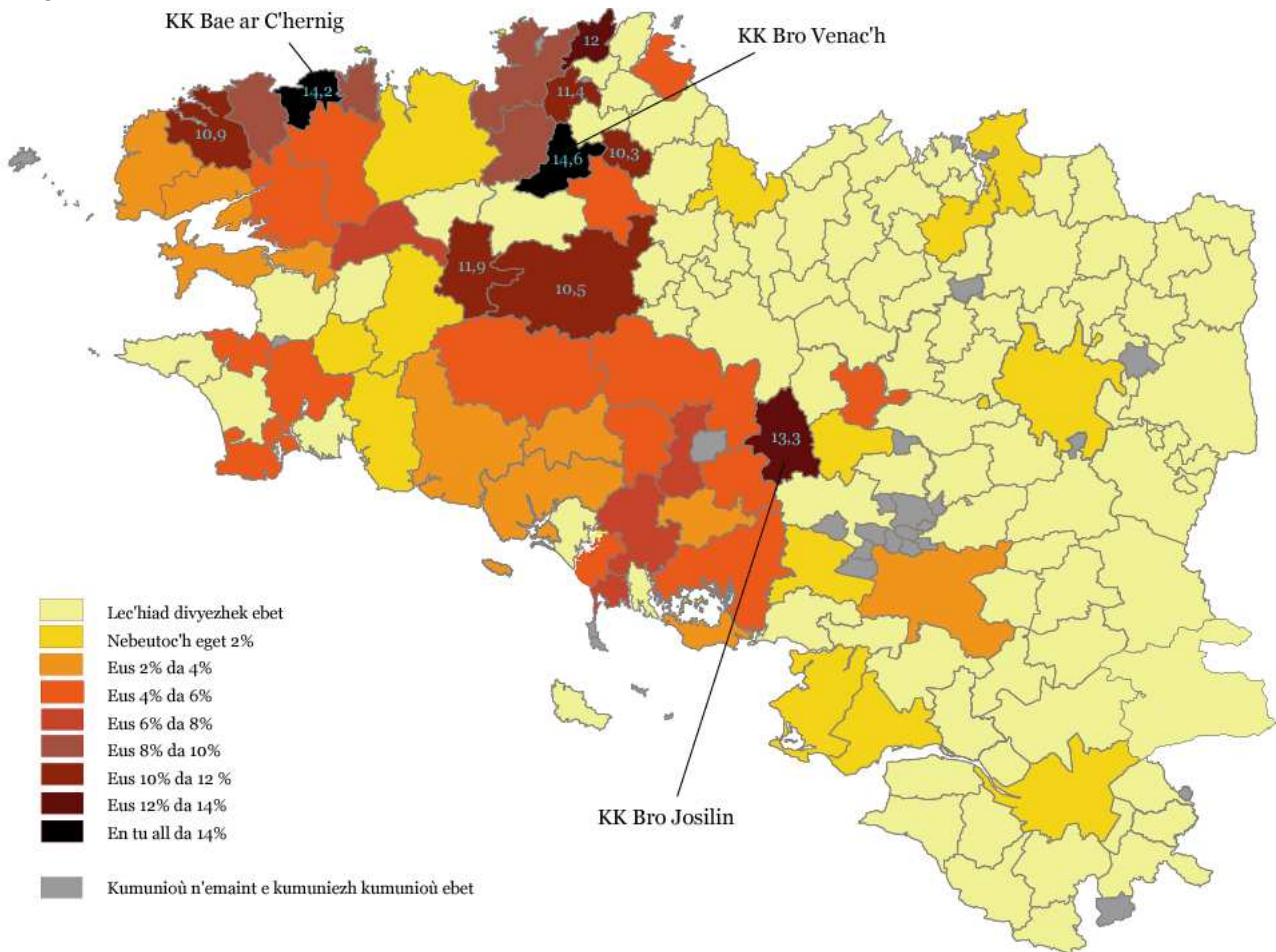 KK Bae ar C'hernig
12
KK Bro Venac'h
14,2
11,4
10,9
14,6
10,3
11,9
10,5
13,3
Lec'hiad divyezhek ebet
Nebeutoc'h eget 2%
Eus 2% da 4%
Eus 4% da 6%
Eus 6% da 8%
Eus 8% da 10%
Eus 10% da 12 %
Eus 12% da 14%
En tu all da 14%
KK Bro Josilin
Kumunioù n'emaint e kumuniezh kumunioù ebet